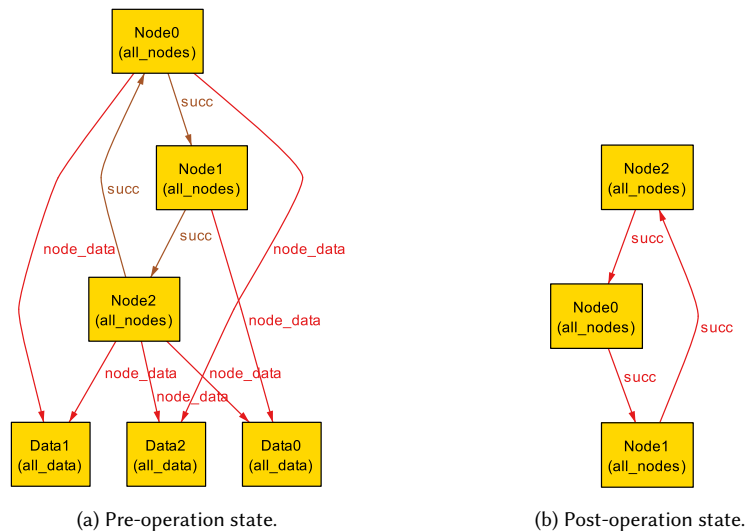 Node0
(all_nodes)
succ
Node1
(all_nodes)
succ
succ
node_data
node_data
Node2
(all_nodes)
node_data
node_data
node_data
node_data
Data1
(all_data)
Data2
(all_data)
Data0
(all_data)
(a) Pre-operation state.
Node2
(all_nodes)
succ
Node0
(all_nodes)
succ
succ
Node1
(all_nodes)
(b) Post-operation state.